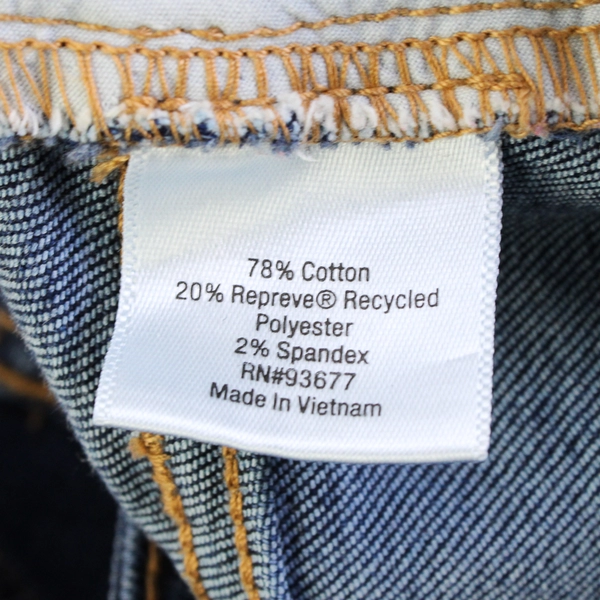 78% Cotton
20% Repreve® Recycled
Polyester
2% Spandex
RN#93677
Made In Vietnam